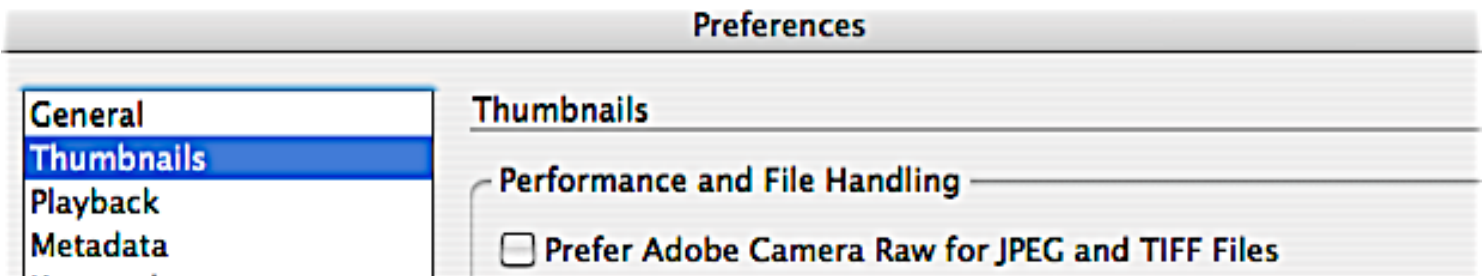 Preferences
General
Thumbnails
Playback
Metadata
Thumbnails
Performance and File Handling
Prefer Adobe Camera Raw for JPEG and TIFF Files